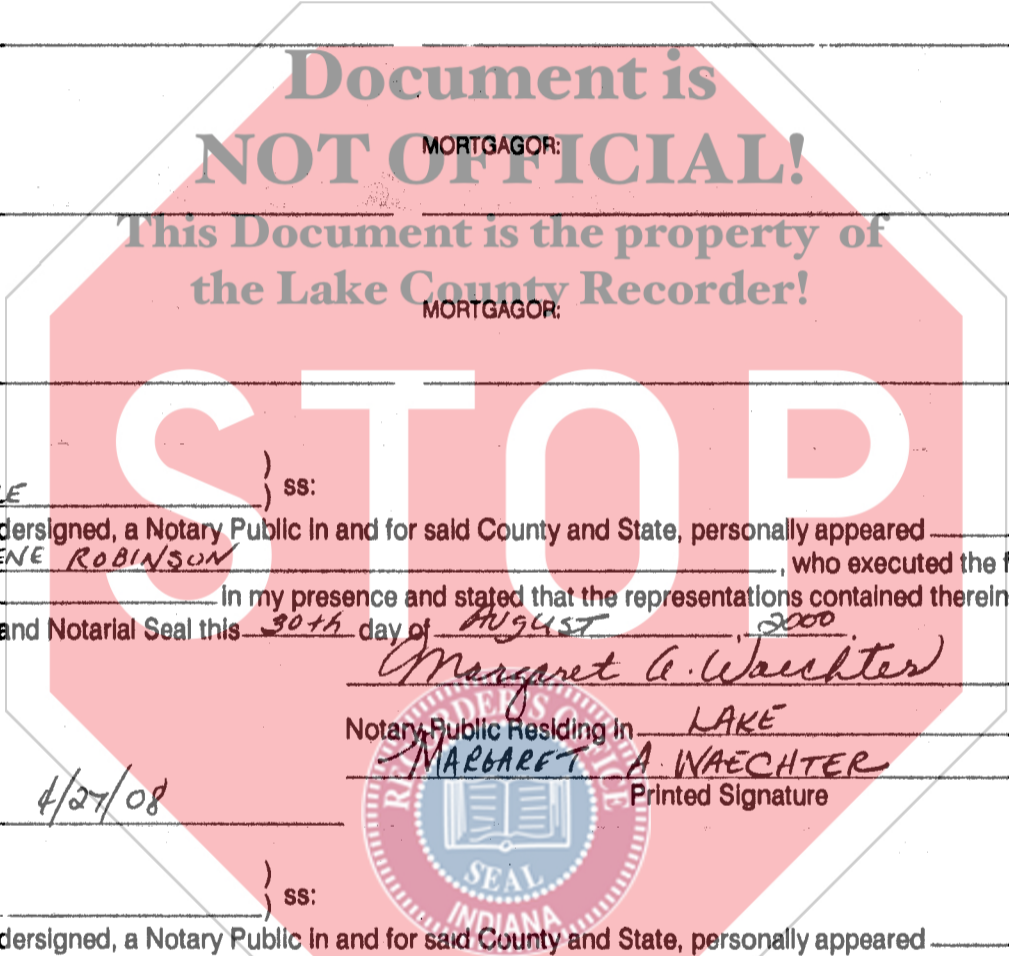 Document is
NOT OFFICIAL!
MORTGAGOR:
This Document is the property of
the Lake County Recorder!
MORTGAGOR:
STOP
LE
) ss:
dersigned, a Notary Public in and for said County and State, personally appeared
ENE ROBINSON, who executed the f
in my presence and stated that the representations contained therein
and Notarial Seal this 30th day of August, 2000.
Margaret A. Waechter
Notary Public Residing in LAKE
MARGARET A. WAECHTER
Printed Signature
4/27/08
RECORDER'S OFFICE
SEAL
INDIANA
) ss:
dersigned, a Notary Public in and for said County and State, personally appeared